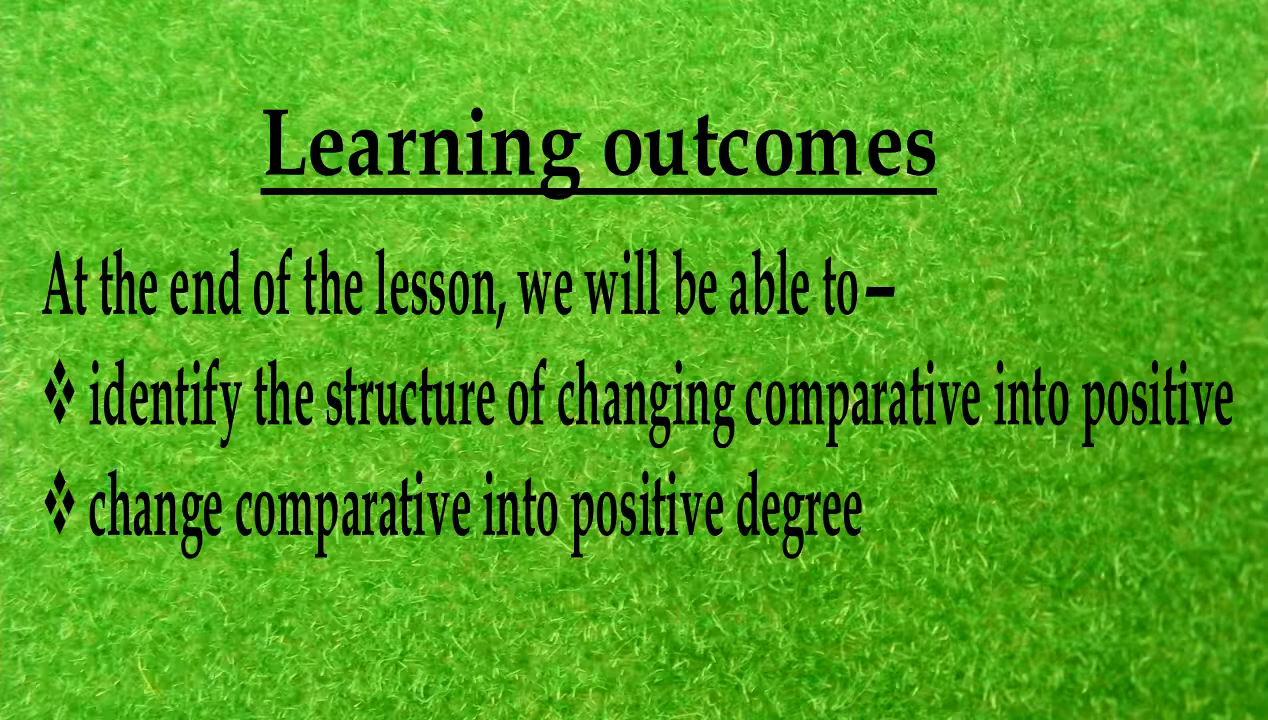 Learning outcomes
At the end of the lesson, we will be able to–
❖ identify the structure of changing comparative into positive
❖ change comparative into positive degree